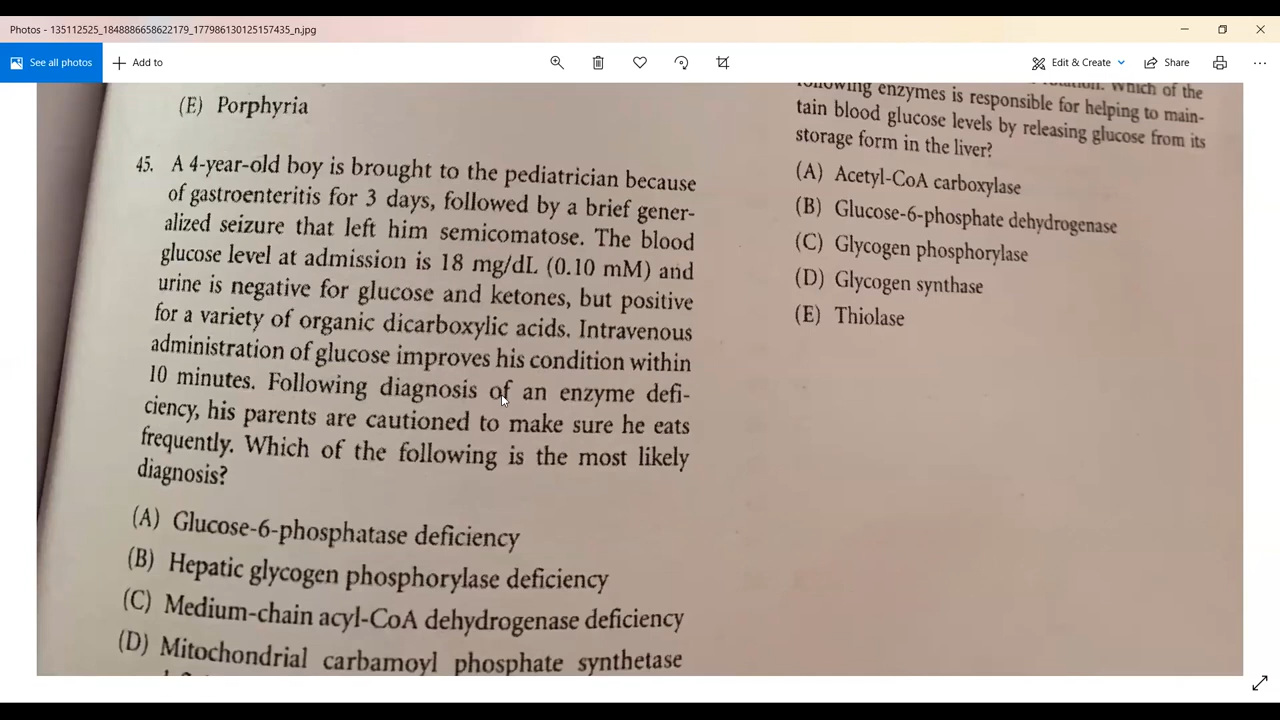 Photos - 135112525_1848886658622179_177986130125157435_n.jpg
See all photos
Add to
Edit & Create
Share
(E) Porphyria
45. A 4-year-old boy is brought to the pediatrician because
of gastroenteritis for 3 days, followed by a brief gener-
alized seizure that left him semicomatose. The blood
glucose level at admission is 18 mg/dL (0.10 mM) and
urine is negative for glucose and ketones, but positive
for a variety of organic dicarboxylic acids. Intravenous
administration of glucose improves his condition within
10 minutes. Following diagnosis of an enzyme defi-
ciency, his parents are cautioned to make sure he eats
frequently. Which of the following is the most likely
diagnosis?
(A) Glucose-6-phosphatase deficiency
(B) Hepatic glycogen phosphorylase deficiency
(C) Medium-chain acyl-CoA dehydrogenase deficiency
(D) Mitochondrial carbamoyl phosphate synthetase
Which of the
following enzymes is responsible for helping to main-
tain blood glucose levels by releasing glucose from its
storage form in the liver?
(A) Acetyl-CoA carboxylase
(B) Glucose-6-phosphate dehydrogenase
(C) Glycogen phosphorylase
(D) Glycogen synthase
(E) Thiolase